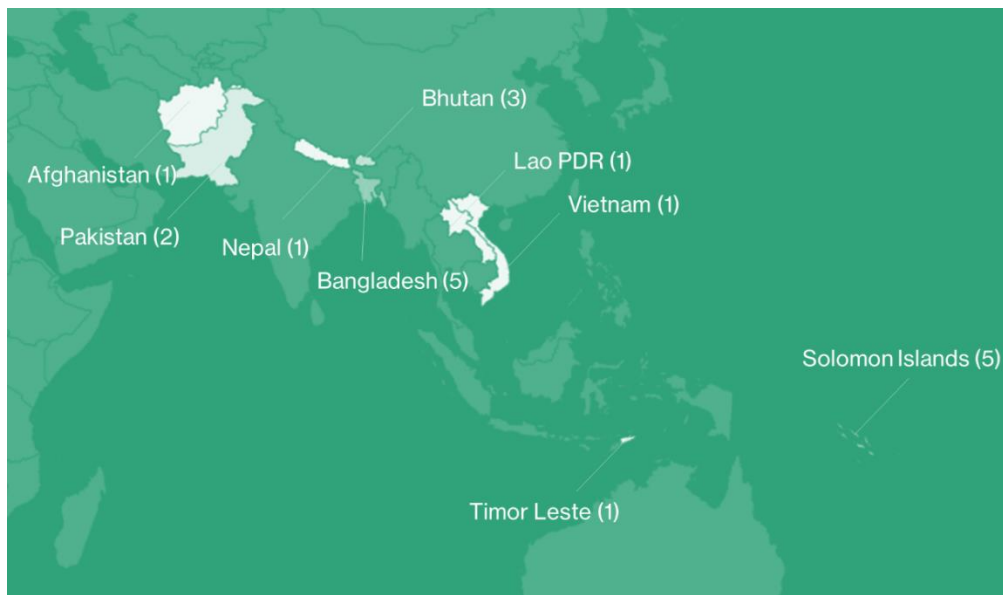 Bhutan (3)
Lao PDR (1)
Afghanistan (1)
Vietnam (1)
Pakistan (2)
Nepal (1)
Bangladesh (5)
Solomon Islands (5)
Timor Leste (1)